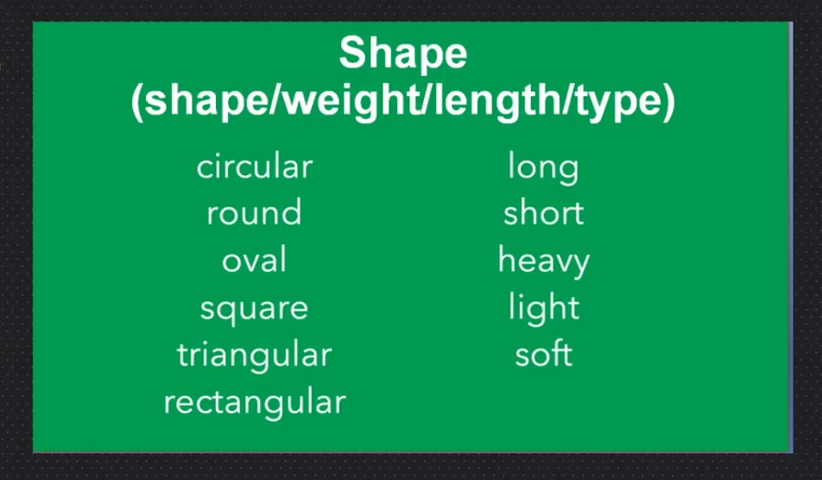 Shape
(shape/weight/length/type)
circular
round
oval
square
triangular
rectangular
long
short
heavy
light
soft